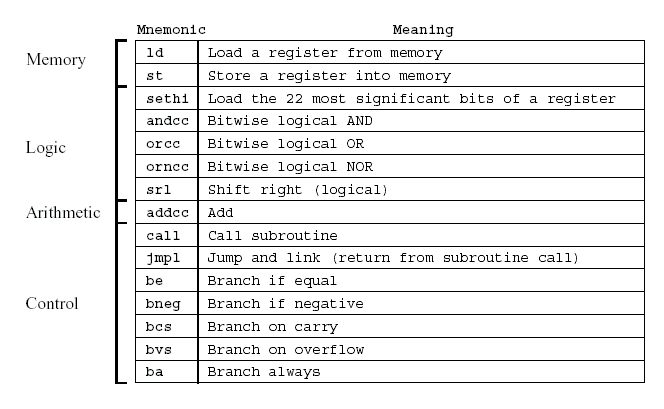 Mnemonic Meaning
Memory
ld Load a register from memory
st Store a register into memory
Logic
sethi Load the 22 most significant bits of a register
andcc Bitwise logical AND
orcc Bitwise logical OR
orncc Bitwise logical NOR
srl Shift right (logical)
Arithmetic
addcc Add
Control
call Call subroutine
jmpl Jump and link (return from subroutine call)
be Branch if equal
bneg Branch if negative
bcs Branch on carry
bvs Branch on overflow
ba Branch always